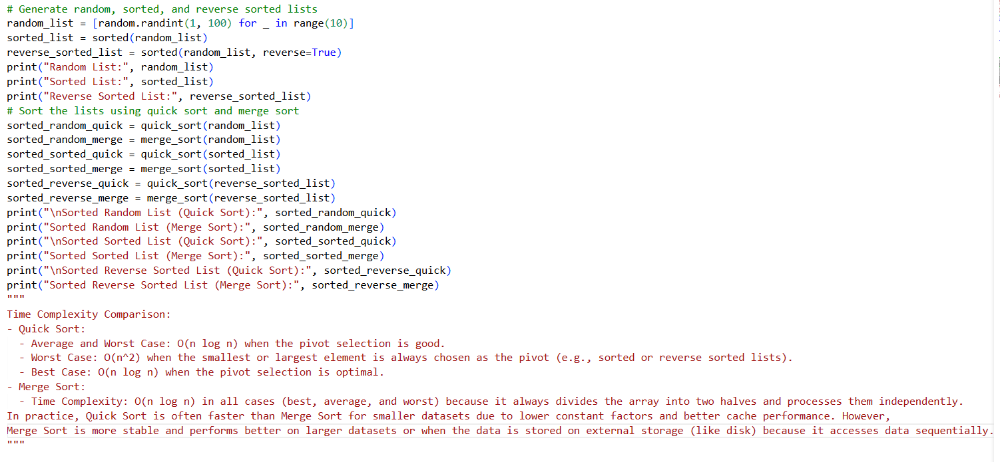 # Generate random, sorted, and reverse sorted lists
random_list = [random.randint(1, 100) for _ in range(10)]
sorted_list = sorted(random_list)
reverse_sorted_list = sorted(random_list, reverse=True)
print("Random List:", random_list)
print("Sorted List:", sorted_list)
print("Reverse Sorted List:", reverse_sorted_list)
# Sort the lists using quick sort and merge sort
sorted_random_quick = quick_sort(random_list)
sorted_random_merge = merge_sort(random_list)
sorted_sorted_quick = quick_sort(sorted_list)
sorted_sorted_merge = merge_sort(sorted_list)
sorted_reverse_quick = quick_sort(reverse_sorted_list)
sorted_reverse_merge = merge_sort(reverse_sorted_list)
print("\nSorted Random List (Quick Sort):", sorted_random_quick)
print("Sorted Random List (Merge Sort):", sorted_random_merge)
print("\nSorted Sorted List (Quick Sort):", sorted_sorted_quick)
print("Sorted Sorted List (Merge Sort):", sorted_sorted_merge)
print("\nSorted Reverse Sorted List (Quick Sort):", sorted_reverse_quick)
print("Sorted Reverse Sorted List (Merge Sort):", sorted_reverse_merge)
"""
Time Complexity Comparison:
- Quick Sort:
  - Average and Worst Case: O(n log n) when the pivot selection is good.
  - Worst Case: O(n^2) when the smallest or largest element is always chosen as the pivot (e.g., sorted or reverse sorted lists).
  - Best Case: O(n log n) when the pivot selection is optimal.
- Merge Sort:
  - Time Complexity: O(n log n) in all cases (best, average, and worst) because it always divides the array into two halves and processes them independently.
In practice, Quick Sort is often faster than Merge Sort for smaller datasets due to lower constant factors and better cache performance. However,
Merge Sort is more stable and performs better on larger datasets or when the data is stored on external storage (like disk) because it accesses data sequentially.
"""